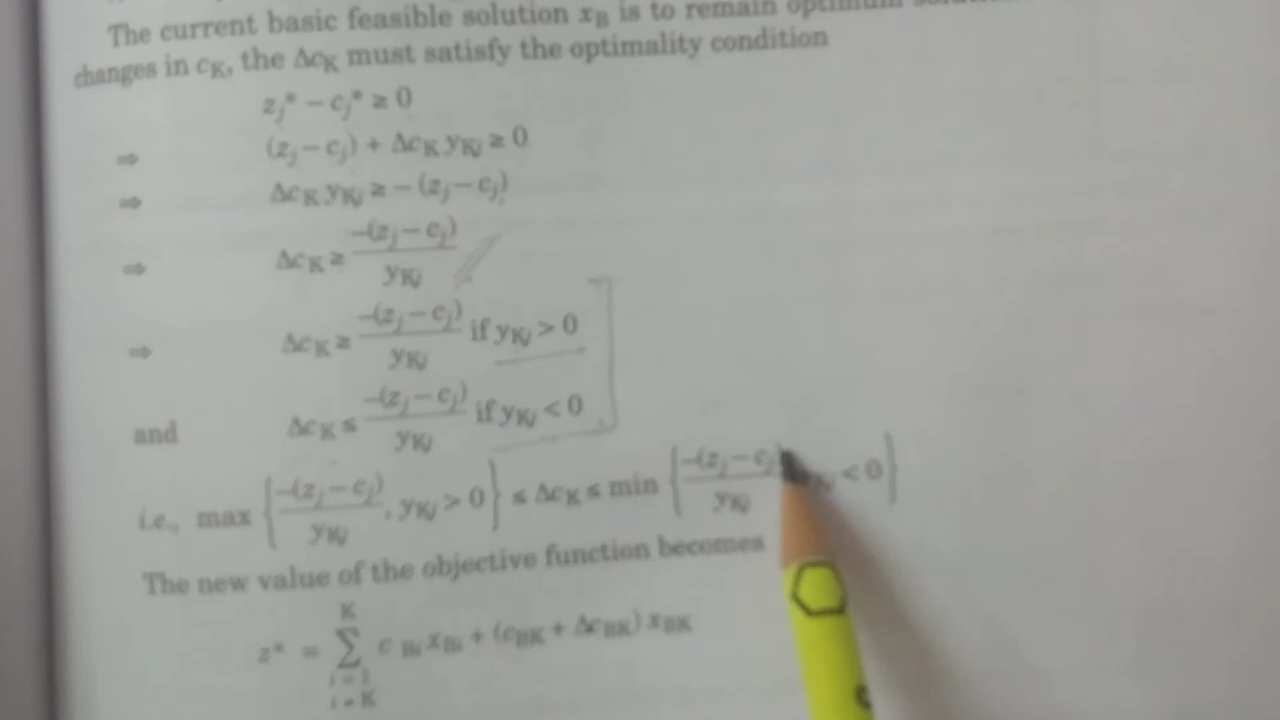 The current basic feasible solution x_B is to remain optimum
changes in c_K, the Δc_K must satisfy the optimality condition
z_j* − c_j* ≥ 0
⇒ (z_j − c_j) + Δc_K y_Kj ≥ 0
⇒ Δc_K y_Kj ≥ − (z_j − c_j)
⇒ Δc_K ≥ −(z_j − c_j) / y_Kj
⇒ Δc_K ≥ −(z_j − c_j) / y_Kj if y_Kj > 0
and Δc_K ≤ −(z_j − c_j) / y_Kj if y_Kj < 0
i.e., max { −(z_j − c_j) / y_Kj , y_Kj > 0 } ≤ Δc_K ≤ min { −(z_j − c_j) / y_Kj < 0 }
The new value of the objective function becomes
z* = Σ_{i = 1, i ≠ K}^{K} c_Bi x_Bi + (c_BK + Δc_BK) x_BK